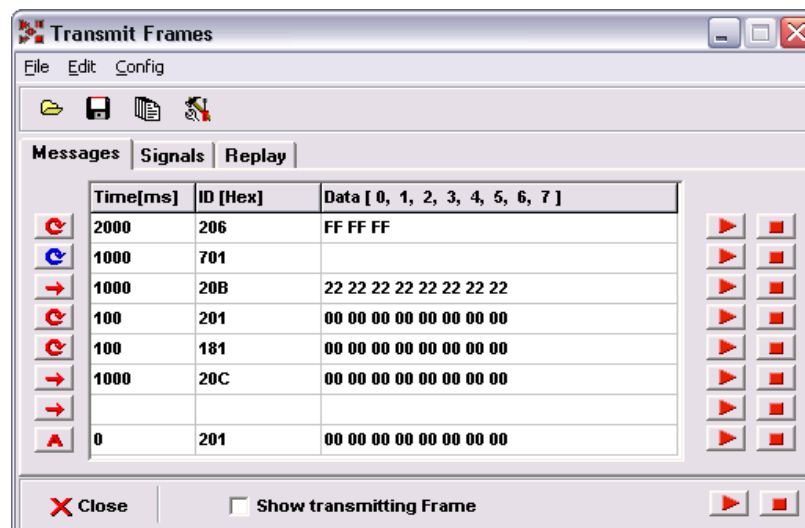 Transmit Frames
File Edit Config
Messages Signals Replay
Time[ms] ID [Hex] Data [ 0, 1, 2, 3, 4, 5, 6, 7 ]
2000 206 FF FF FF
1000 701
1000 20B 22 22 22 22 22 22 22 22
100 201 00 00 00 00 00 00 00 00
100 181 00 00 00 00 00 00 00 00
1000 20C 00 00 00 00 00 00 00 00
A 0 201 00 00 00 00 00 00 00 00
Close Show transmitting Frame